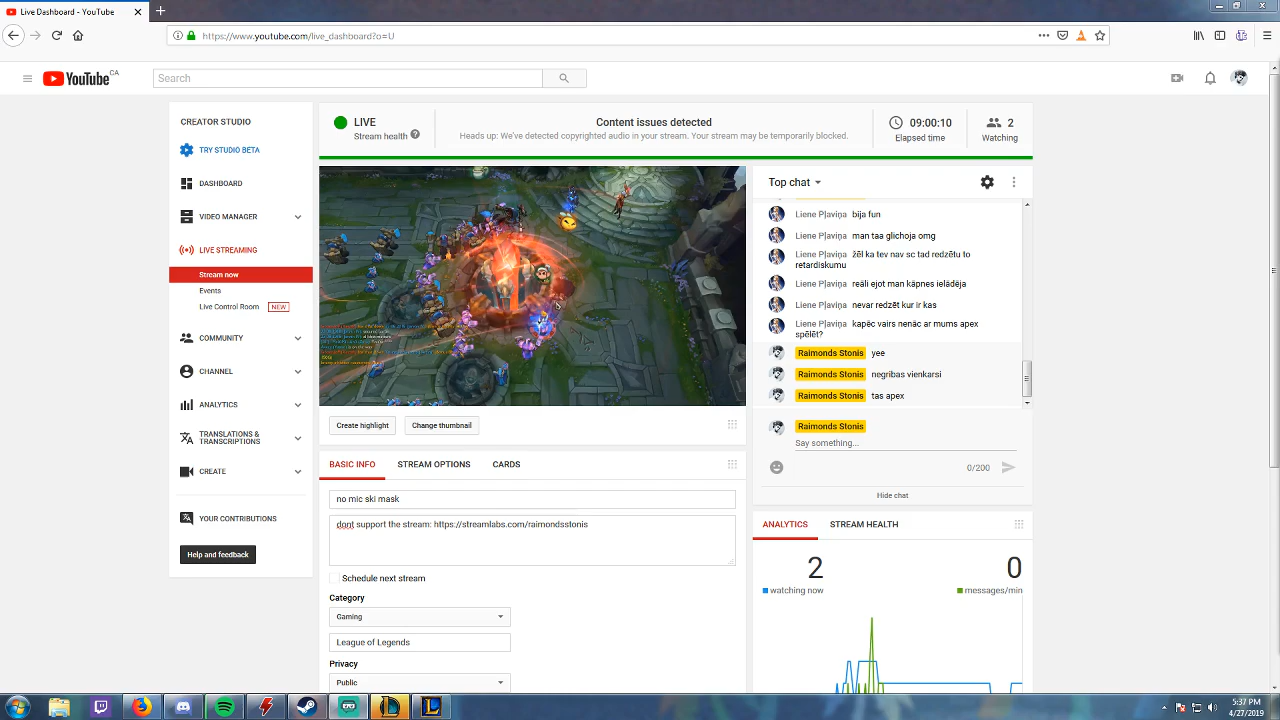 Live Dashboard - YouTube
https://www.youtube.com/live_dashboard?o=U
YouTube CA
Search
CREATOR STUDIO
TRY STUDIO BETA
DASHBOARD
VIDEO MANAGER
LIVE STREAMING
Stream now
Events
Live Control Room NEW
COMMUNITY
CHANNEL
ANALYTICS
TRANSLATIONS &
TRANSCRIPTIONS
CREATE
YOUR CONTRIBUTIONS
Help and feedback
LIVE
Stream health ?
Content issues detected
Heads up: We've detected copyrighted audio in your stream. Your stream may be temporarily blocked.
09:00:10
Elapsed time
2
Watching
Create highlight
Change thumbnail
BASIC INFO
STREAM OPTIONS
CARDS
no mic ski mask
dont support the stream: https://streamlabs.com/raimondsstonis
Schedule next stream
Category
Gaming
League of Legends
Privacy
Public
Top chat
Liene Pļaviņa bija fun
Liene Pļaviņa man taa glichoja omg
Liene Pļaviņa žēl ka tev nav sc tad redzētu to
retardiskumu
Liene Pļaviņa reāli ejot man kāpnes ielādēja
Liene Pļaviņa nevar redzēt kur ir kas
Liene Pļaviņa kapēc vairs nenāc ar mums apex
spēlēt?
Raimonds Stonis yee
Raimonds Stonis negribas vienkarsi
Raimonds Stonis tas apex
Raimonds Stonis
Say something...
0/200
Hide chat
ANALYTICS
STREAM HEALTH
2
watching now
0
messages/min
5:37 PM
4/27/2019